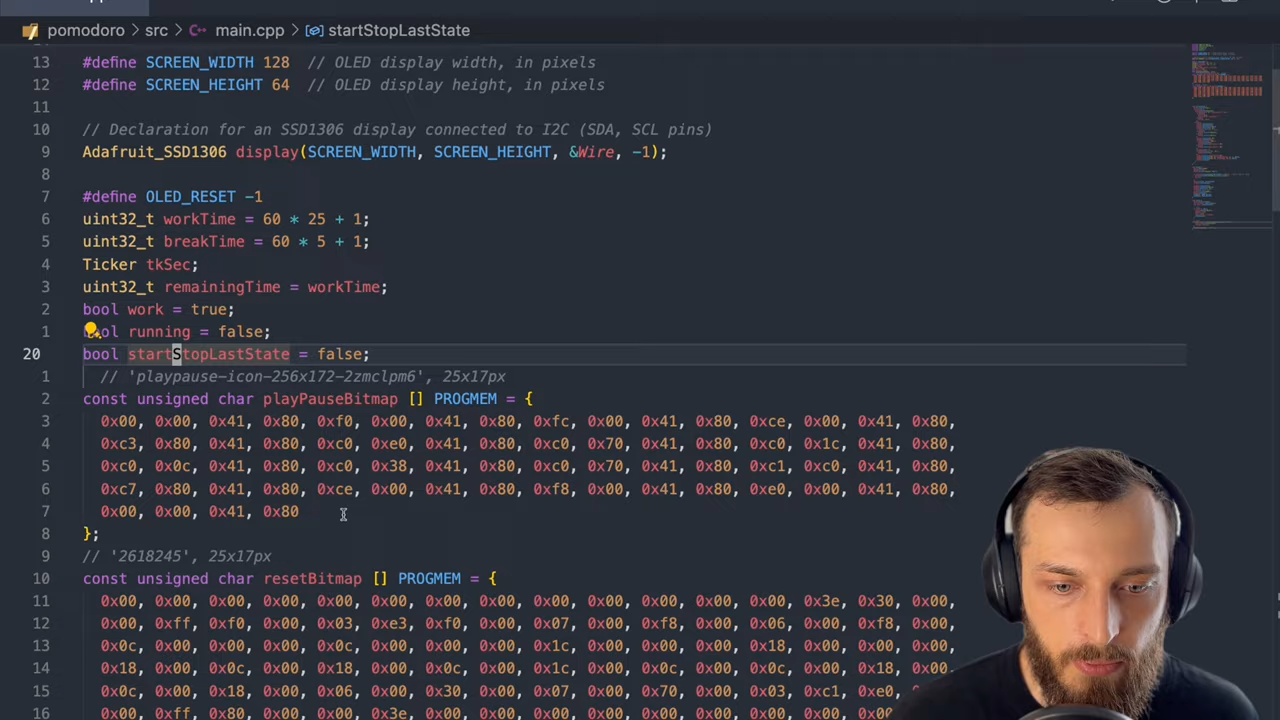 pomodoro > src > main.cpp > startStopLastState
13 #define SCREEN_WIDTH 128 // OLED display width, in pixels
12 #define SCREEN_HEIGHT 64 // OLED display height, in pixels
11
10 // Declaration for an SSD1306 display connected to I2C (SDA, SCL pins)
9 Adafruit_SSD1306 display(SCREEN_WIDTH, SCREEN_HEIGHT, &Wire, -1);
8
7 #define OLED_RESET -1
6 uint32_t workTime = 60 * 25 + 1;
5 uint32_t breakTime = 60 * 5 + 1;
4 Ticker tkSec;
3 uint32_t remainingTime = workTime;
2 bool work = true;
1 bool running = false;
20 bool startStopLastState = false;
1 // 'playpause-icon-256x172-2zmclpm6', 25x17px
2 const unsigned char playPauseBitmap [] PROGMEM = {
3 0x00, 0x00, 0x41, 0x80, 0xf0, 0x00, 0x41, 0x80, 0xfc, 0x00, 0x41, 0x80, 0xce, 0x00, 0x41, 0x80,
4 0xc3, 0x80, 0x41, 0x80, 0xc0, 0xe0, 0x41, 0x80, 0xc0, 0x70, 0x41, 0x80, 0xc0, 0x1c, 0x41, 0x80,
5 0xc0, 0x0c, 0x41, 0x80, 0xc0, 0x38, 0x41, 0x80, 0xc0, 0x70, 0x41, 0x80, 0xc1, 0xc0, 0x41, 0x80,
6 0xc7, 0x80, 0x41, 0x80, 0xce, 0x00, 0x41, 0x80, 0xf8, 0x00, 0x41, 0x80, 0xe0, 0x00, 0x41, 0x80,
7 0x00, 0x00, 0x41, 0x80
8 };
9 // '2618245', 25x17px
10 const unsigned char resetBitmap [] PROGMEM = {
11 0x00, 0x00, 0x00, 0x00, 0x00, 0x00, 0x00, 0x00, 0x00, 0x00, 0x00, 0x00, 0x00, 0x3e, 0x30, 0x00,
12 0x00, 0xff, 0xf0, 0x00, 0x03, 0xe3, 0xf0, 0x00, 0x07, 0x00, 0xf8, 0x00, 0x06, 0x00, 0xf8, 0x00,
13 0x0c, 0x00, 0x00, 0x00, 0x0c, 0x00, 0x00, 0x00, 0x1c, 0x00, 0x00, 0x00, 0x18, 0x00, 0x00, 0x00,
14 0x18, 0x00, 0x0c, 0x00, 0x18, 0x00, 0x0c, 0x00, 0x1c, 0x00, 0x0c, 0x00, 0x0c, 0x00, 0x18, 0x00,
15 0x0c, 0x00, 0x18, 0x00, 0x06, 0x00, 0x30, 0x00, 0x07, 0x00, 0x70, 0x00, 0x03, 0xc1, 0xe0,
16 0x00, 0xff, 0x80, 0x00, 0x00, 0x3e, 0x00, 0x00, 0x00, 0x00, 0x00, 0x00, 0x00, 0x00,